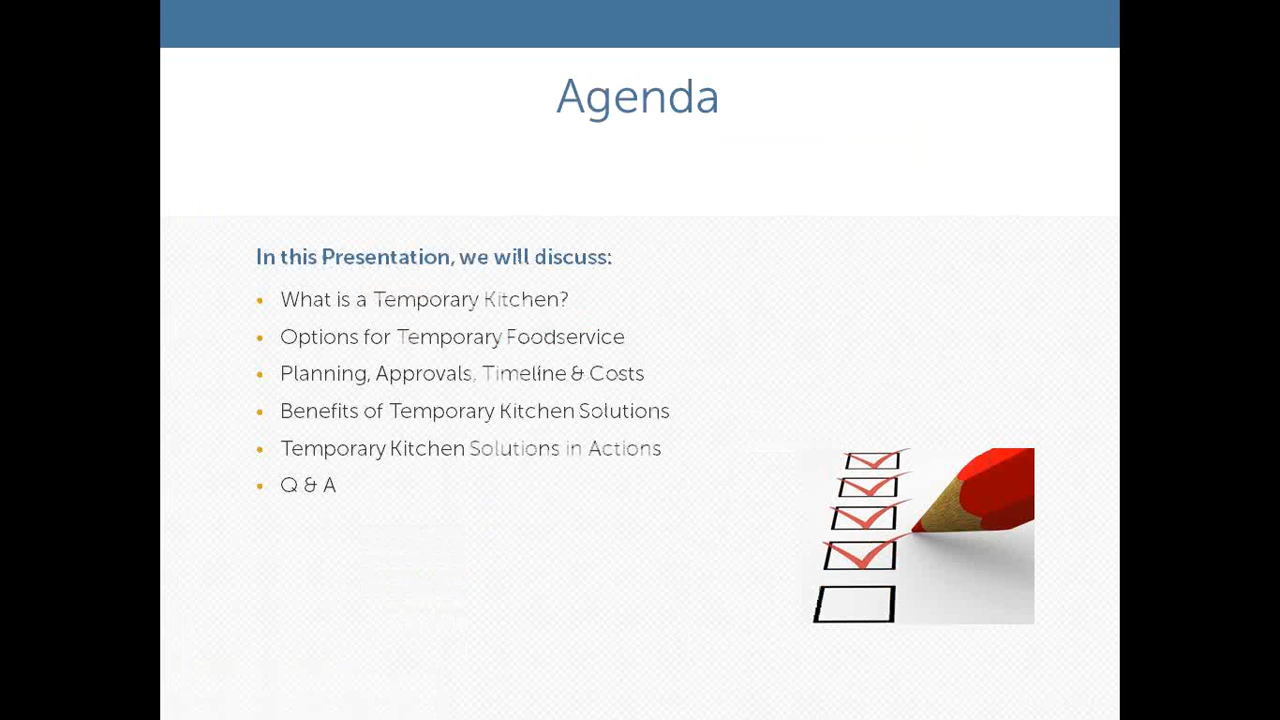 Agenda
In this Presentation, we will discuss:
• What is a Temporary Kitchen?
• Options for Temporary Foodservice
• Planning, Approvals, Timeline & Costs
• Benefits of Temporary Kitchen Solutions
• Temporary Kitchen Solutions in Actions
• Q & A